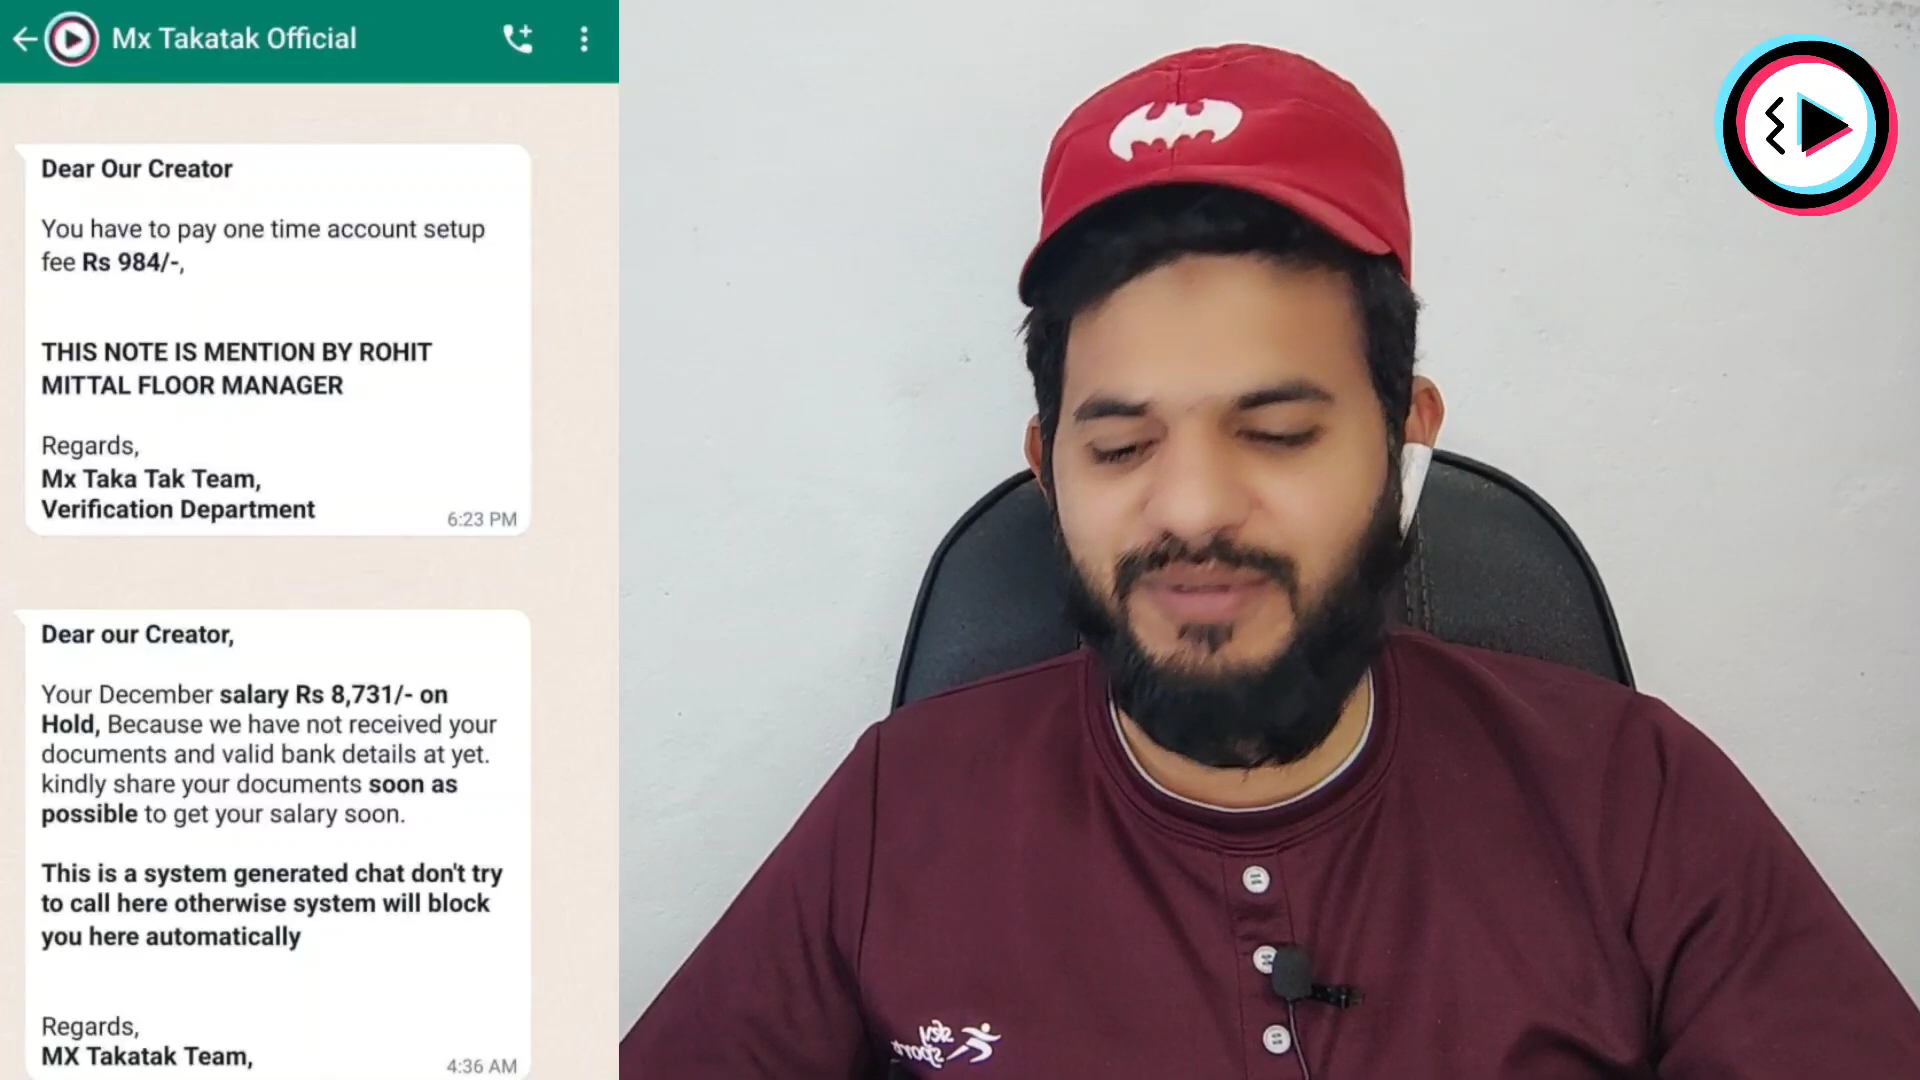 Mx Takatak Official
Dear Our Creator
You have to pay one time account setup
fee Rs 984/-,
THIS NOTE IS MENTION BY ROHIT
MITTAL FLOOR MANAGER
Regards,
Mx Taka Tak Team,
Verification Department
6:23 PM
Dear our Creator,
Your December salary Rs 8,731/- on
Hold, Because we have not received your
documents and valid bank details at yet.
kindly share your documents soon as
possible to get your salary soon.
This is a system generated chat don't try
to call here otherwise system will block
you here automatically
Regards,
MX Takatak Team,
4:36 AM
sky
sport